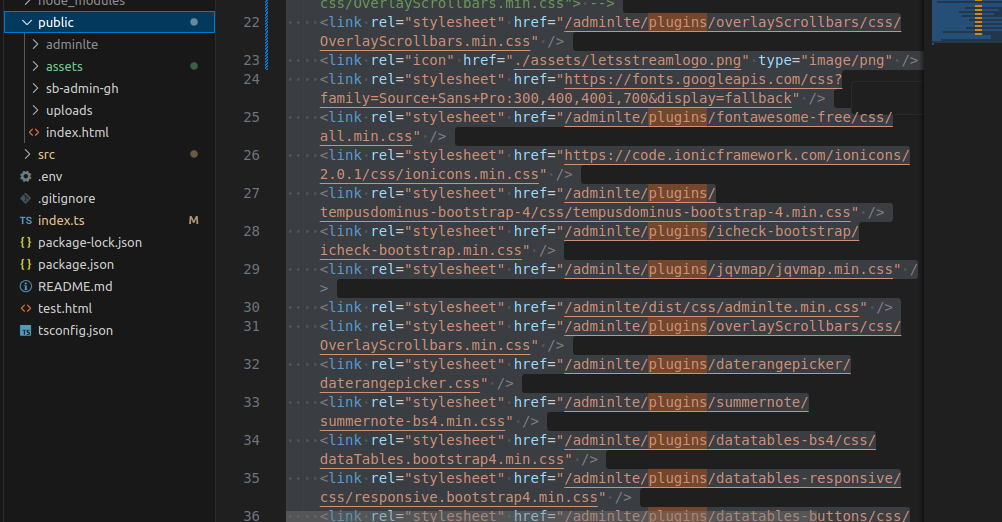 node_modules
public
adminlte
assets
sb-admin-gh
uploads
index.html
src
.env
.gitignore
index.ts M
package-lock.json
package.json
README.md
test.html
tsconfig.json
css/OverlayScrollbars.min.css"> -->
22 <link rel="stylesheet" href="/adminlte/plugins/overlayScrollbars/css/
OverlayScrollbars.min.css" />
23 <link rel="icon" href="./assets/letsstreamlogo.png" type="image/png" />
24 <link rel="stylesheet" href="https://fonts.googleapis.com/css?
family=Source+Sans+Pro:300,400,400i,700&display=fallback" />
25 <link rel="stylesheet" href="/adminlte/plugins/fontawesome-free/css/
all.min.css" />
26 <link rel="stylesheet" href="https://code.ionicframework.com/ionicons/
2.0.1/css/ionicons.min.css" />
27 <link rel="stylesheet" href="/adminlte/plugins/
tempusdominus-bootstrap-4/css/tempusdominus-bootstrap-4.min.css" />
28 <link rel="stylesheet" href="/adminlte/plugins/icheck-bootstrap/
icheck-bootstrap.min.css" />
29 <link rel="stylesheet" href="/adminlte/plugins/jqvmap/jqvmap.min.css" /
>
30 <link rel="stylesheet" href="/adminlte/dist/css/adminlte.min.css" />
31 <link rel="stylesheet" href="/adminlte/plugins/overlayScrollbars/css/
OverlayScrollbars.min.css" />
32 <link rel="stylesheet" href="/adminlte/plugins/daterangepicker/
daterangepicker.css" />
33 <link rel="stylesheet" href="/adminlte/plugins/summernote/
summernote-bs4.min.css" />
34 <link rel="stylesheet" href="/adminlte/plugins/datatables-bs4/css/
dataTables.bootstrap4.min.css" />
35 <link rel="stylesheet" href="/adminlte/plugins/datatables-responsive/
css/responsive.bootstrap4.min.css" />
36 <link rel="stylesheet" href="/adminlte/plugins/datatables-buttons/css/